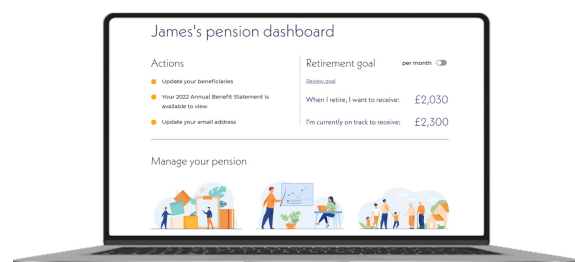 James's pension dashboard
Actions
Update your beneficiaries
Your 2022 Annual Benefit Statement is
available to view
Update your email address
Retirement goal
per month
Review goal
When I retire, I want to receive: £2,030
I'm currently on track to receive: £2,300
Manage your pension